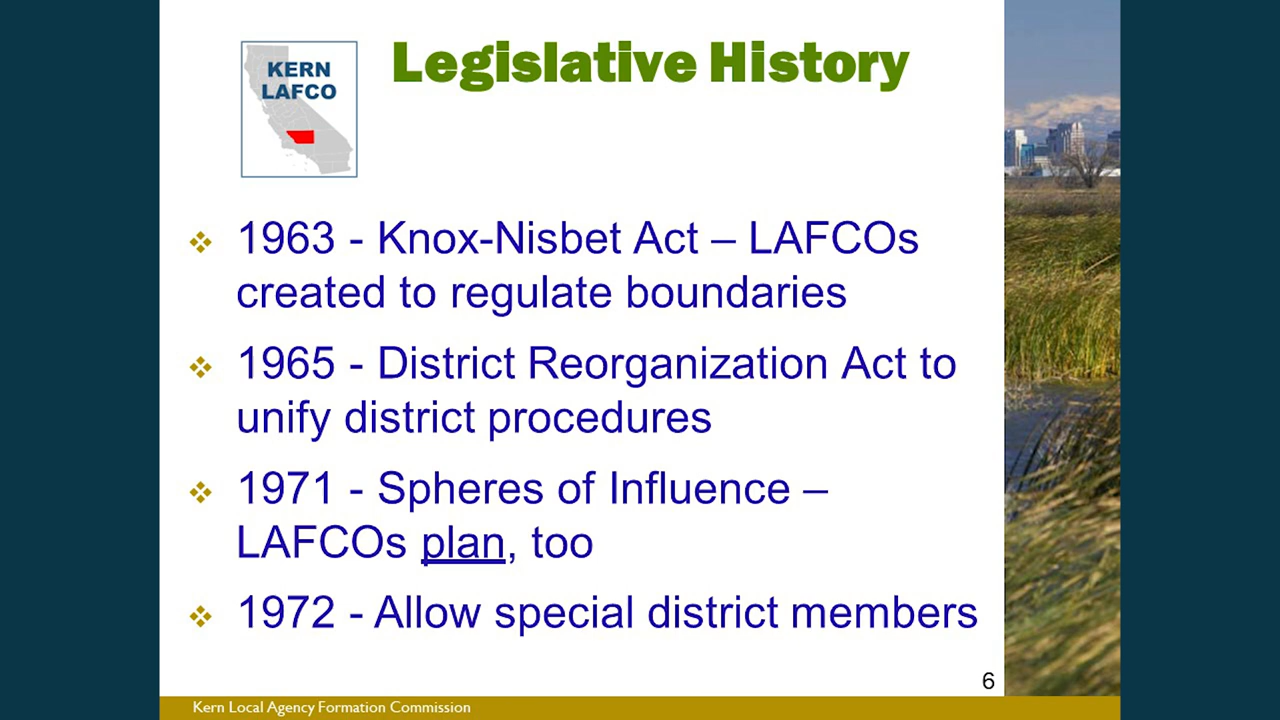 KERN
LAFCO
Legislative History
❖ 1963 - Knox-Nisbet Act – LAFCOs
created to regulate boundaries
❖ 1965 - District Reorganization Act to
unify district procedures
❖ 1971 - Spheres of Influence –
LAFCOs plan, too
❖ 1972 - Allow special district members
6
Kern Local Agency Formation Commission